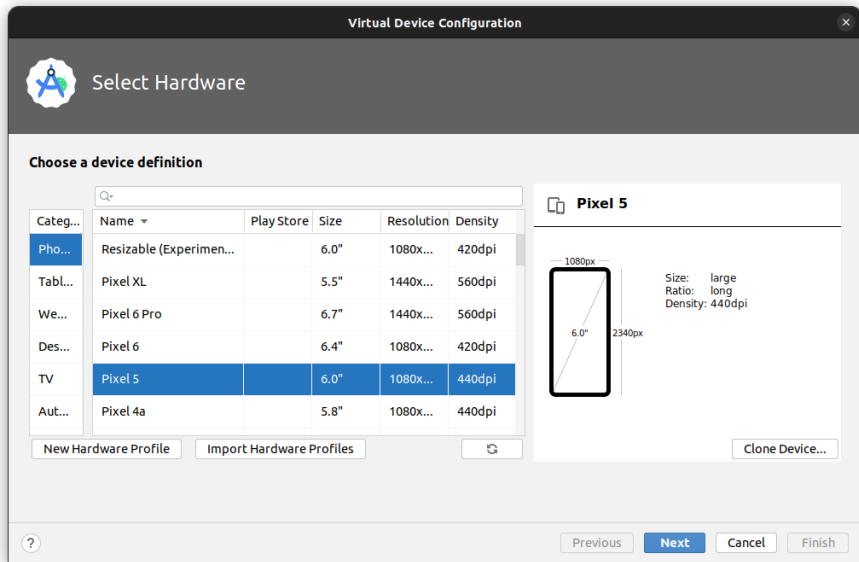 Virtual Device Configuration
Select Hardware
Choose a device definition
Categ... Name Play Store Size Resolution Density
Pho... Resizable (Experimen... 6.0" 1080x... 420dpi
Tabl... Pixel XL 5.5" 1440x... 560dpi
We... Pixel 6 Pro 6.7" 1440x... 560dpi
Des... Pixel 6 6.4" 1080x... 420dpi
TV Pixel 5 6.0" 1080x... 440dpi
Aut... Pixel 4a 5.8" 1080x... 440dpi
New Hardware Profile Import Hardware Profiles
Pixel 5
1080px
6.0" 2340px
Size: large
Ratio: long
Density: 440dpi
Clone Device...
? Previous Next Cancel Finish